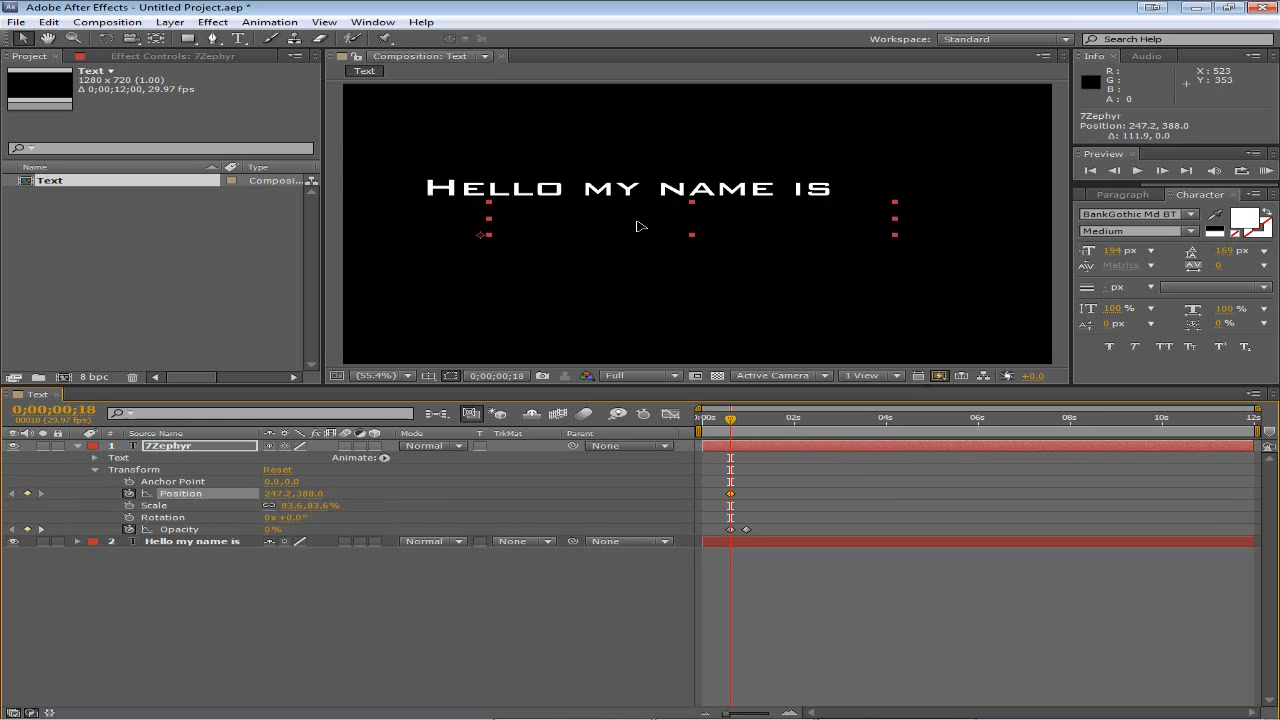 Adobe After Effects - Untitled Project.aep *
File Edit Composition Layer Effect Animation View Window Help
Workspace: Standard Search Help
Project Effect Controls: 7Zephyr
Composition: Text
Info Audio
Text
1280 x 720 (1.00)
Δ 0;00;12;00, 29.97 fps
Text
R :
G :
B :
A : 0
X : 523
Y : 353
7Zephyr
Position: 247.2, 388.0
Δ: 111.9, 0.0
Preview
Name Type
Text Composi...
Hello my name is
Paragraph Character
BankGothic Md BT
Medium
194 px 169 px
Metrics 0
- px
100 % 100 %
0 px 0 %
T T TT Tт T¹ T₁
8 bpc
(55.4%) 0;00;00;18 Full Active Camera 1 View +0.0
Text
0;00;00;18
00018 (29.97 fps)
:00s 02s 04s 06s 08s 10s 12s
# Source Name Mode T TrkMat Parent
1 T 7Zephyr Normal None
Text Animate:
Transform Reset
Anchor Point 0.0,0.0
Position 247.2,388.0
Scale 83.6,83.6%
Rotation 0x+0.0°
Opacity 0%
2 T Hello my name is Normal None None